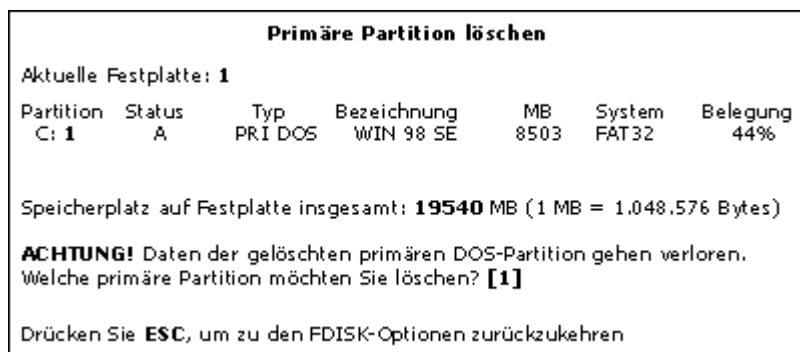 Primäre Partition löschen
Aktuelle Festplatte: 1
Partition Status Typ Bezeichnung MB System Belegung
C: 1 A PRI DOS WIN 98 SE 8503 FAT32 44%
Speicherplatz auf Festplatte insgesamt: 19540 MB (1 MB = 1.048.576 Bytes)
ACHTUNG! Daten der gelöschten primären DOS-Partition gehen verloren.
Welche primäre Partition möchten Sie löschen? [1]
Drücken Sie ESC, um zu den FDISK-Optionen zurückzukehren